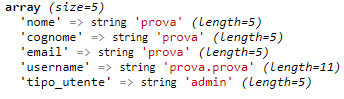 array (size=5)
'nome' => string 'prova' (length=5)
'cognome' => string 'prova' (length=5)
'email' => string 'prova' (length=5)
'username' => string 'prova.prova' (length=11)
'tipo_utente' => string 'admin' (length=5)